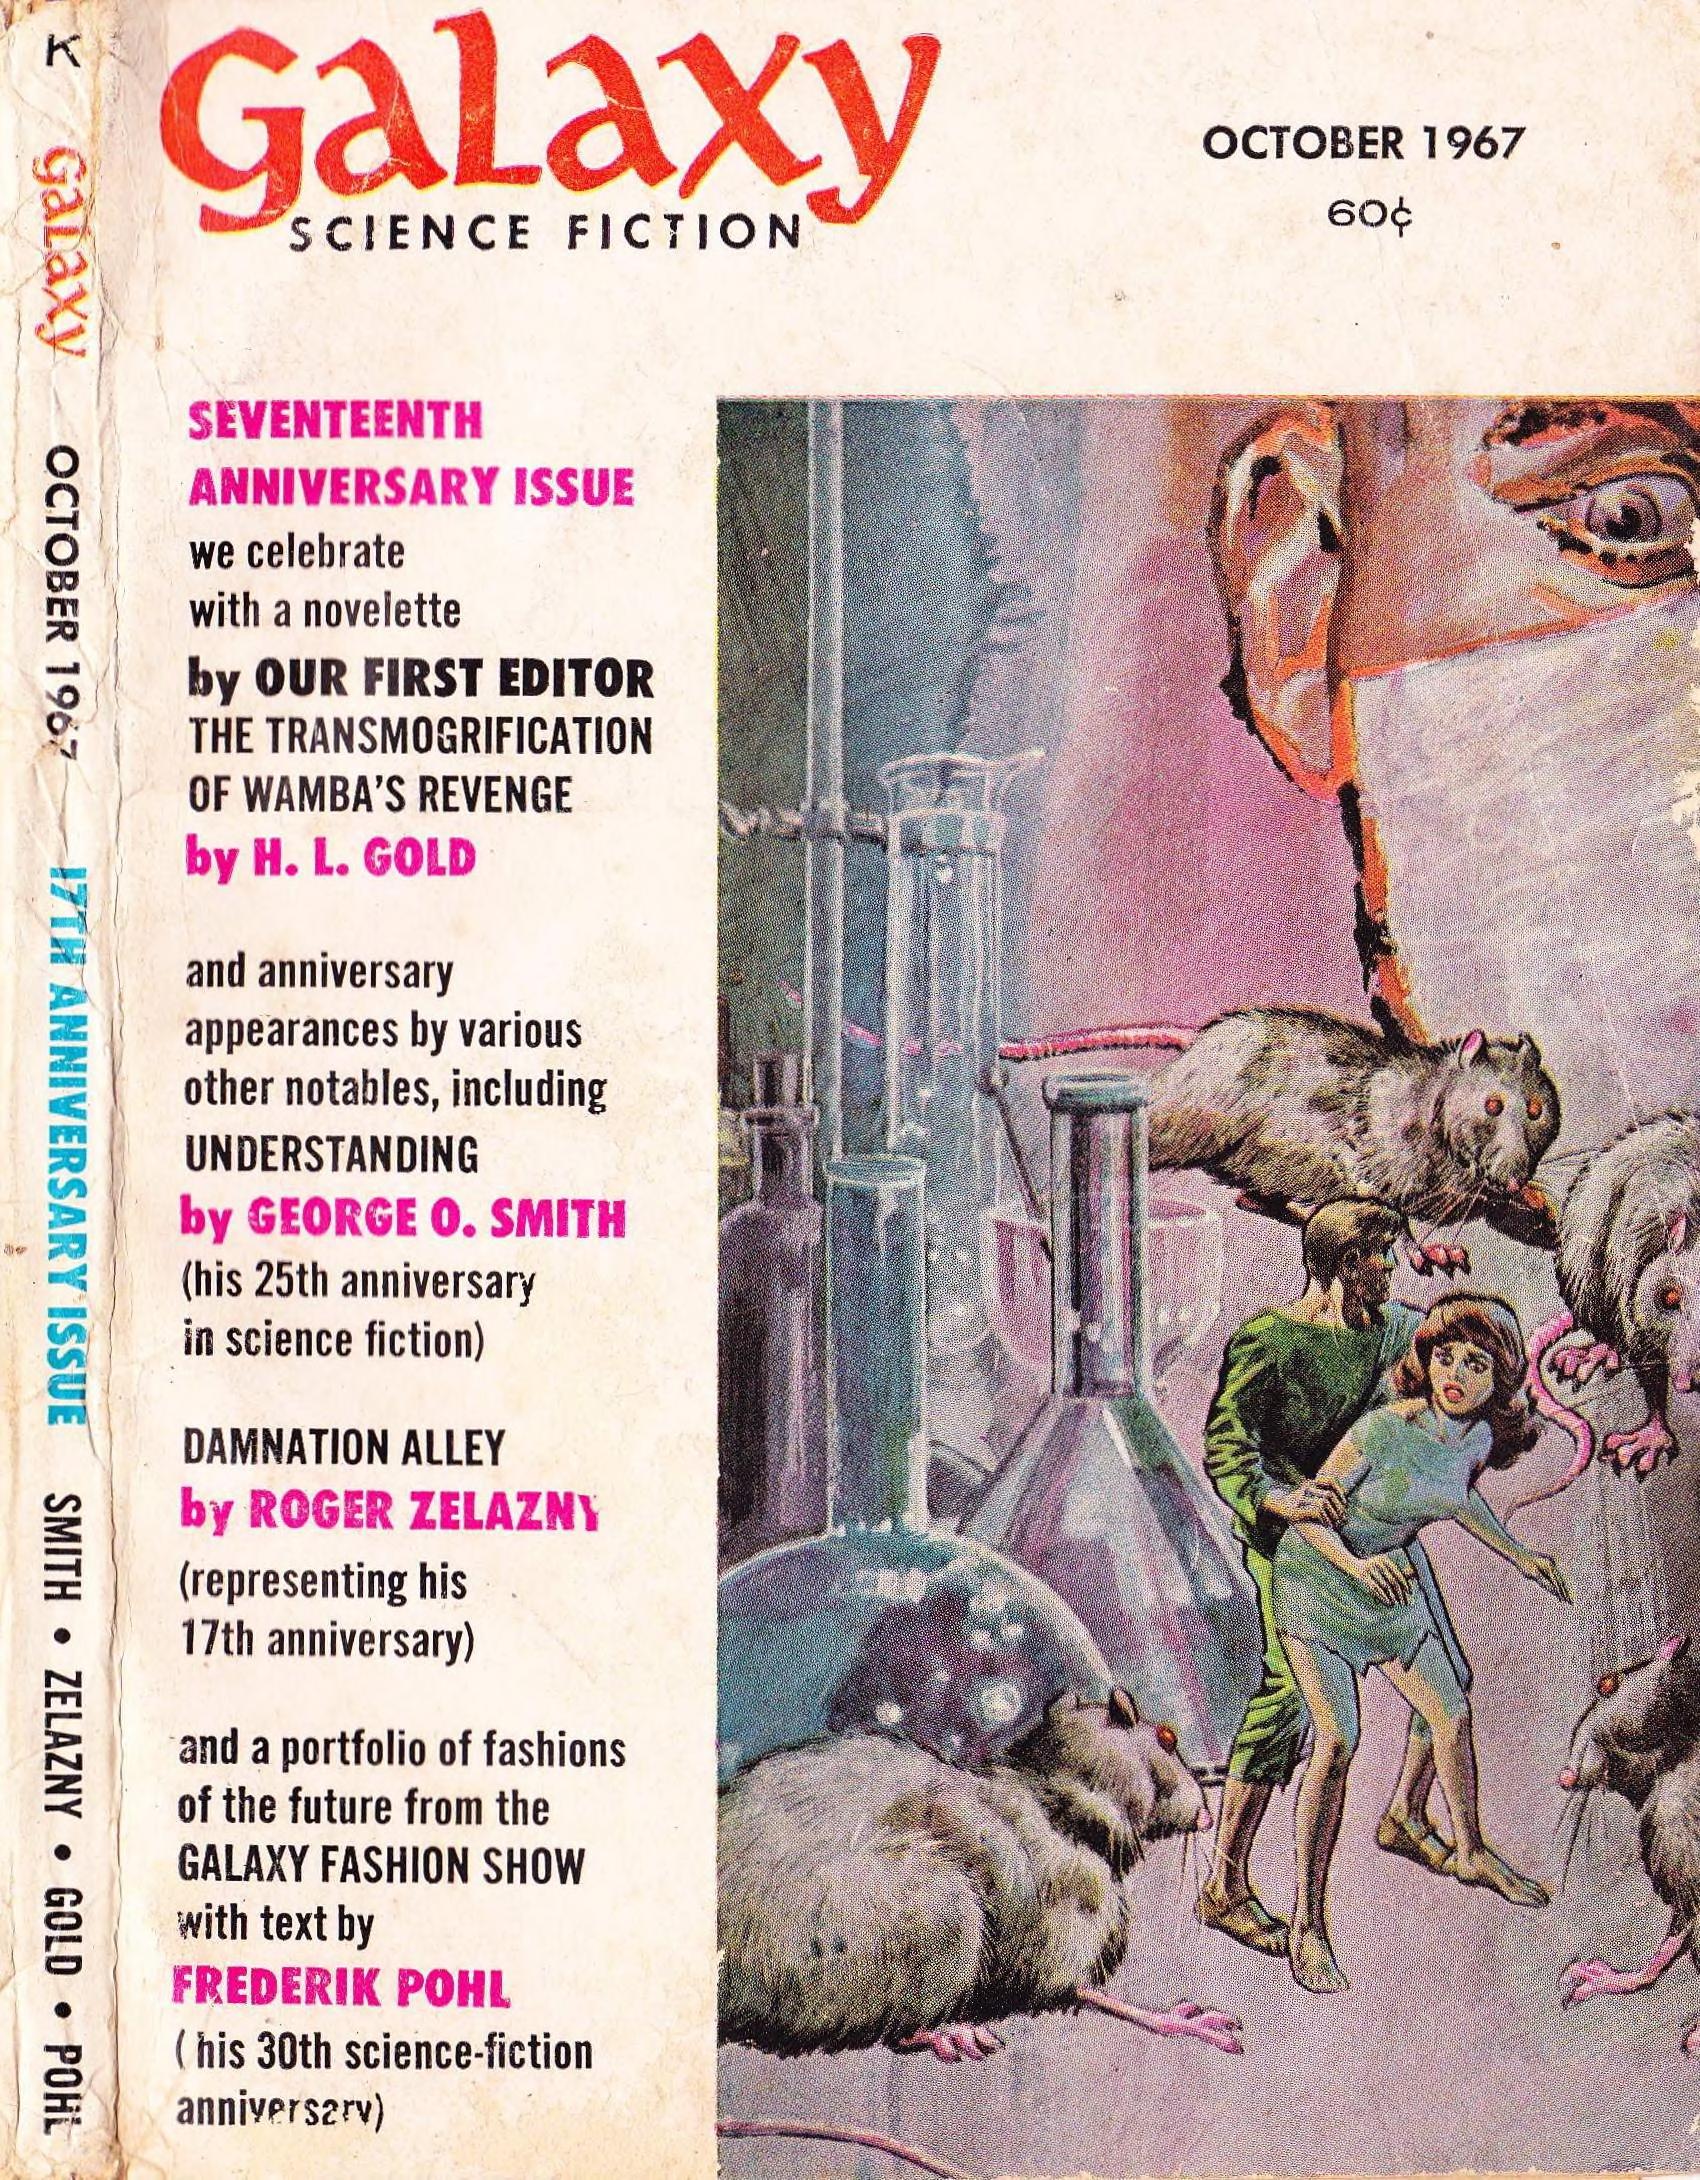 K
Galaxy
OCTOBER 1967
17TH ANNIVERSARY ISSUE
SMITH • ZELAZNY • GOLD • POHL
Galaxy
SCIENCE FICTION
OCTOBER 1967
60¢
SEVENTEENTH
ANNIVERSARY ISSUE
we celebrate
with a novelette
by OUR FIRST EDITOR
THE TRANSMOGRIFICATION
OF WAMBA'S REVENGE
by H. L. GOLD
and anniversary
appearances by various
other notables, including
UNDERSTANDING
by GEORGE O. SMITH
(his 25th anniversary
in science fiction)
DAMNATION ALLEY
by ROGER ZELAZNY
(representing his
17th anniversary)
and a portfolio of fashions
of the future from the
GALAXY FASHION SHOW
with text by
FREDERIK POHL
( his 30th science-fiction
anniversary)